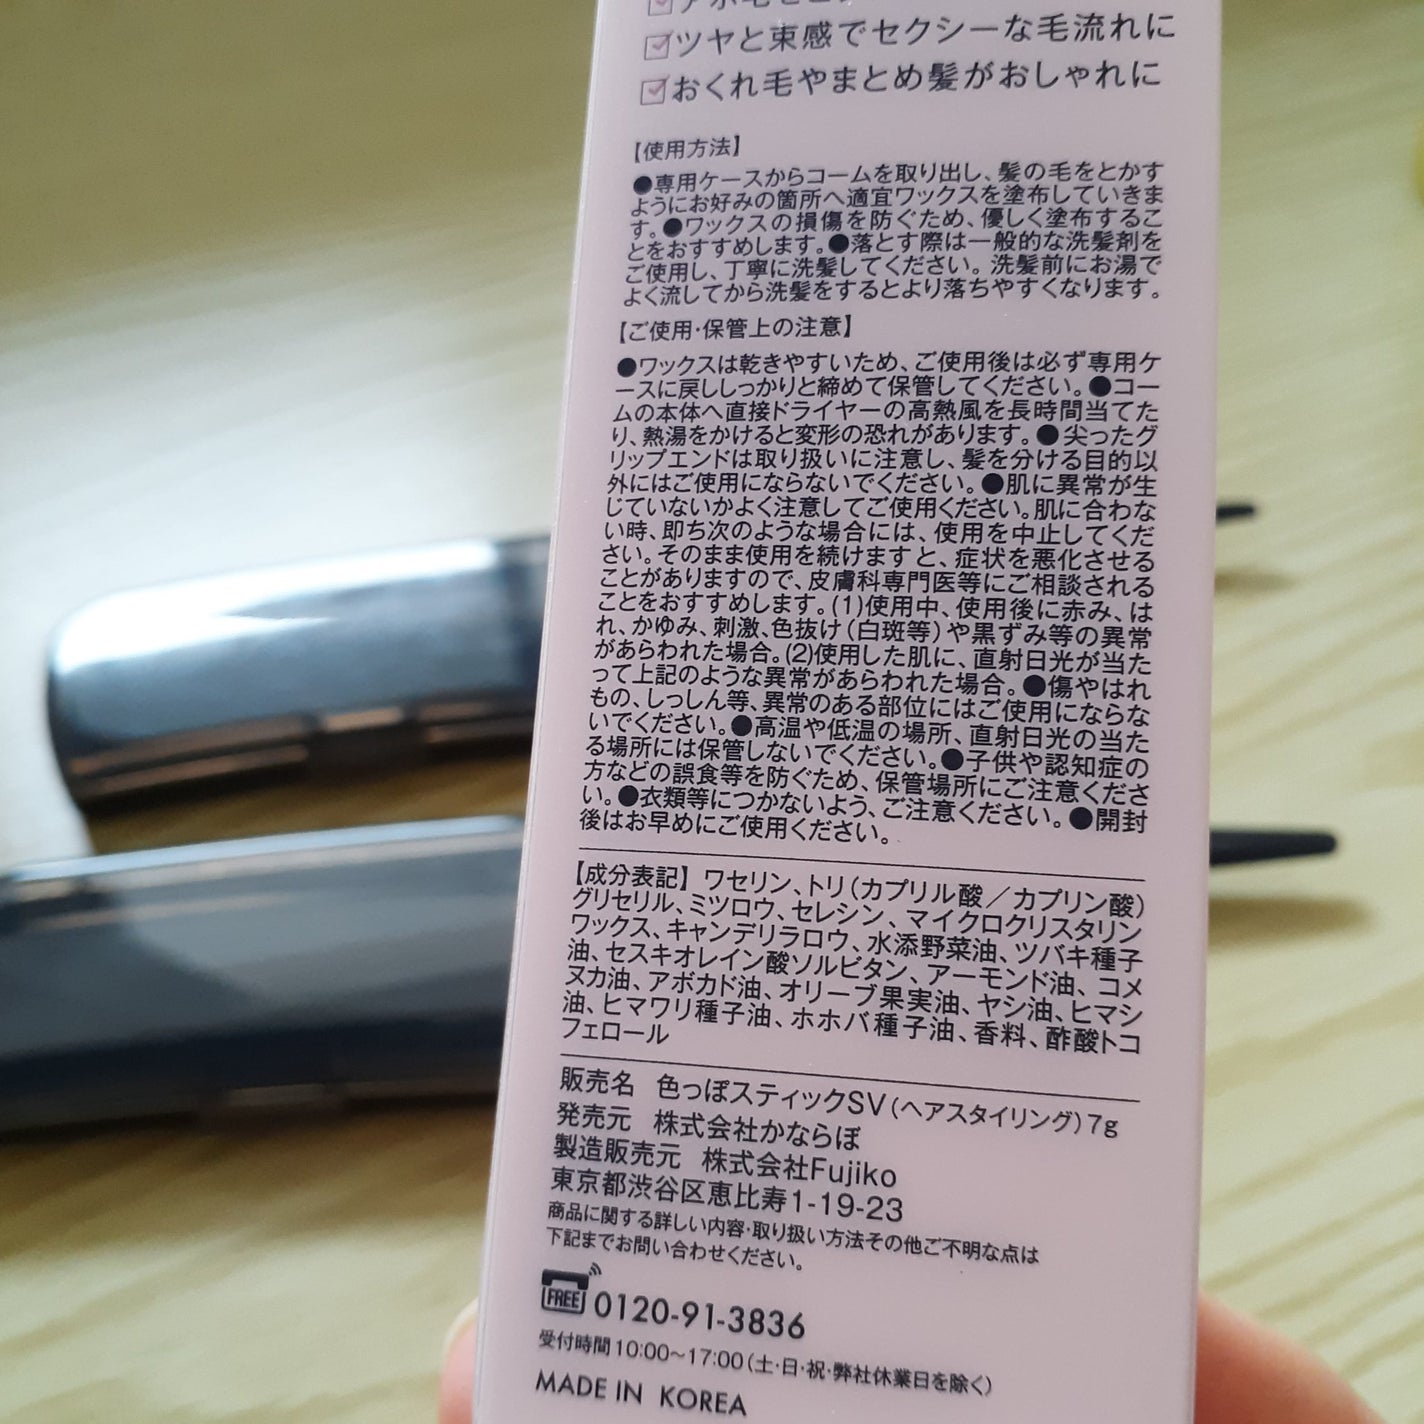 ☑アホ毛
☑ツヤと束感でセクシーな毛流れに
☑おくれ毛やまとめ髪がおしゃれに
【使用方法】
●専用ケースからコームを取り出し、髪の毛をとかす
ようにお好みの箇所へ適宜ワックスを塗布していきま
す。●ワックスの損傷を防ぐため、優しく塗布するこ
とをおすすめします。●落とす際は一般的な洗髪剤を
ご使用し、丁寧に洗髪してください。洗髪前にお湯で
よく流してから洗髪をするとより落ちやすくなります。
【ご使用・保管上の注意】
●ワックスは乾きやすいため、ご使用後は必ず専用ケ
ースに戻ししっかりと締めて保管してください。●コー
ムの本体へ直接ドライヤーの高熱風を長時間当てた
り、熱湯をかけると変形の恐れがあります。●尖ったグ
リップエンドは取り扱いに注意し、髪を分ける目的以
外にはご使用にならないでください。●肌に異常が生
じていないかよく注意してご使用ください。肌に合わな
い時、即ち次のような場合には、使用を中止してくだ
さい。そのまま使用を続けますと、症状を悪化させる
ことがありますので、皮膚科専門医等にご相談される
ことをおすすめします。(1)使用中、使用後に赤み、は
れ、かゆみ、刺激、色抜け(白斑等)や黒ずみ等の異常
があらわれた場合。(2)使用した肌に、直射日光が当た
って上記のような異常があらわれた場合。●傷やはれ
もの、しっしん等、異常のある部位にはご使用にならな
いでください。●高温や低温の場所、直射日光の当た
る場所には保管しないでください。●子供や認知症の
方などの誤食等を防ぐため、保管場所にご注意くださ
い。●衣類等につかないよう、ご注意ください。●開封
後はお早めにご使用ください。
【成分表記】ワセリン、トリ(カプリル酸/カプリン酸)
グリセリル、ミツロウ、セレシン、マイクロクリスタリン
ワックス、キャンデリラロウ、水添野菜油、ツバキ種子
油、セスキオレイン酸ソルビタン、アーモンド油、コメ
ヌカ油、アボカド油、オリーブ果実油、ヤシ油、ヒマシ
油、ヒマワリ種子油、ホホバ種子油、香料、酢酸トコ
フェロール
販売名 色っぽスティックSV(ヘアスタイリング)7g
発売元 株式会社かならぼ
製造販売元 株式会社Fujiko
東京都渋谷区恵比寿1-19-23
商品に関する詳しい内容・取り扱い方法その他ご不明な点は
下記までお問い合わせください。
FREE 0120-91-3836
受付時間10:00〜17:00(土・日・祝・弊社休業日を除く)
MADE IN KOREA